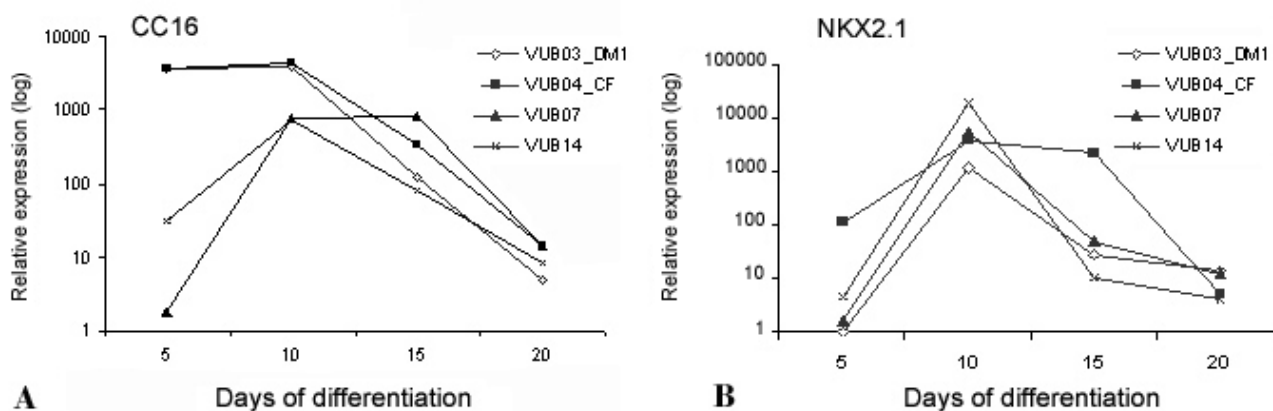 CC16
Relative expression (log)
10000
1000
100
10
1
5 10 15 20
Days of differentiation
VUB03_DM1
VUB04_CF
VUB07
VUB14
A
NKX2.1
Relative expression (log)
100000
10000
1000
100
10
1
5 10 15 20
Days of differentiation
VUB03_DM1
VUB04_CF
VUB07
VUB14
B